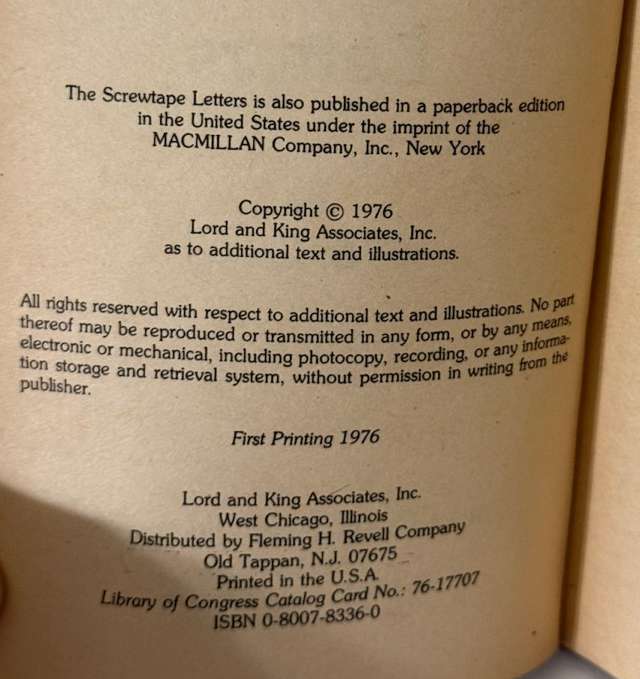 The Screwtape Letters is also published in a paperback edition
in the United States under the imprint of the
MACMILLAN Company, Inc., New York
Copyright © 1976
Lord and King Associates, Inc.
as to additional text and illustrations.
All rights reserved with respect to additional text and illustrations. No part
thereof may be reproduced or transmitted in any form, or by any means,
electronic or mechanical, including photocopy, recording, or any informa-
tion storage and retrieval system, without permission in writing from the
publisher.
First Printing 1976
Lord and King Associates, Inc.
West Chicago, Illinois
Distributed by Fleming H. Revell Company
Old Tappan, N.J. 07675
Printed in the U.S.A.
Library of Congress Catalog Card No.: 76-17707
ISBN 0-8007-8336-0